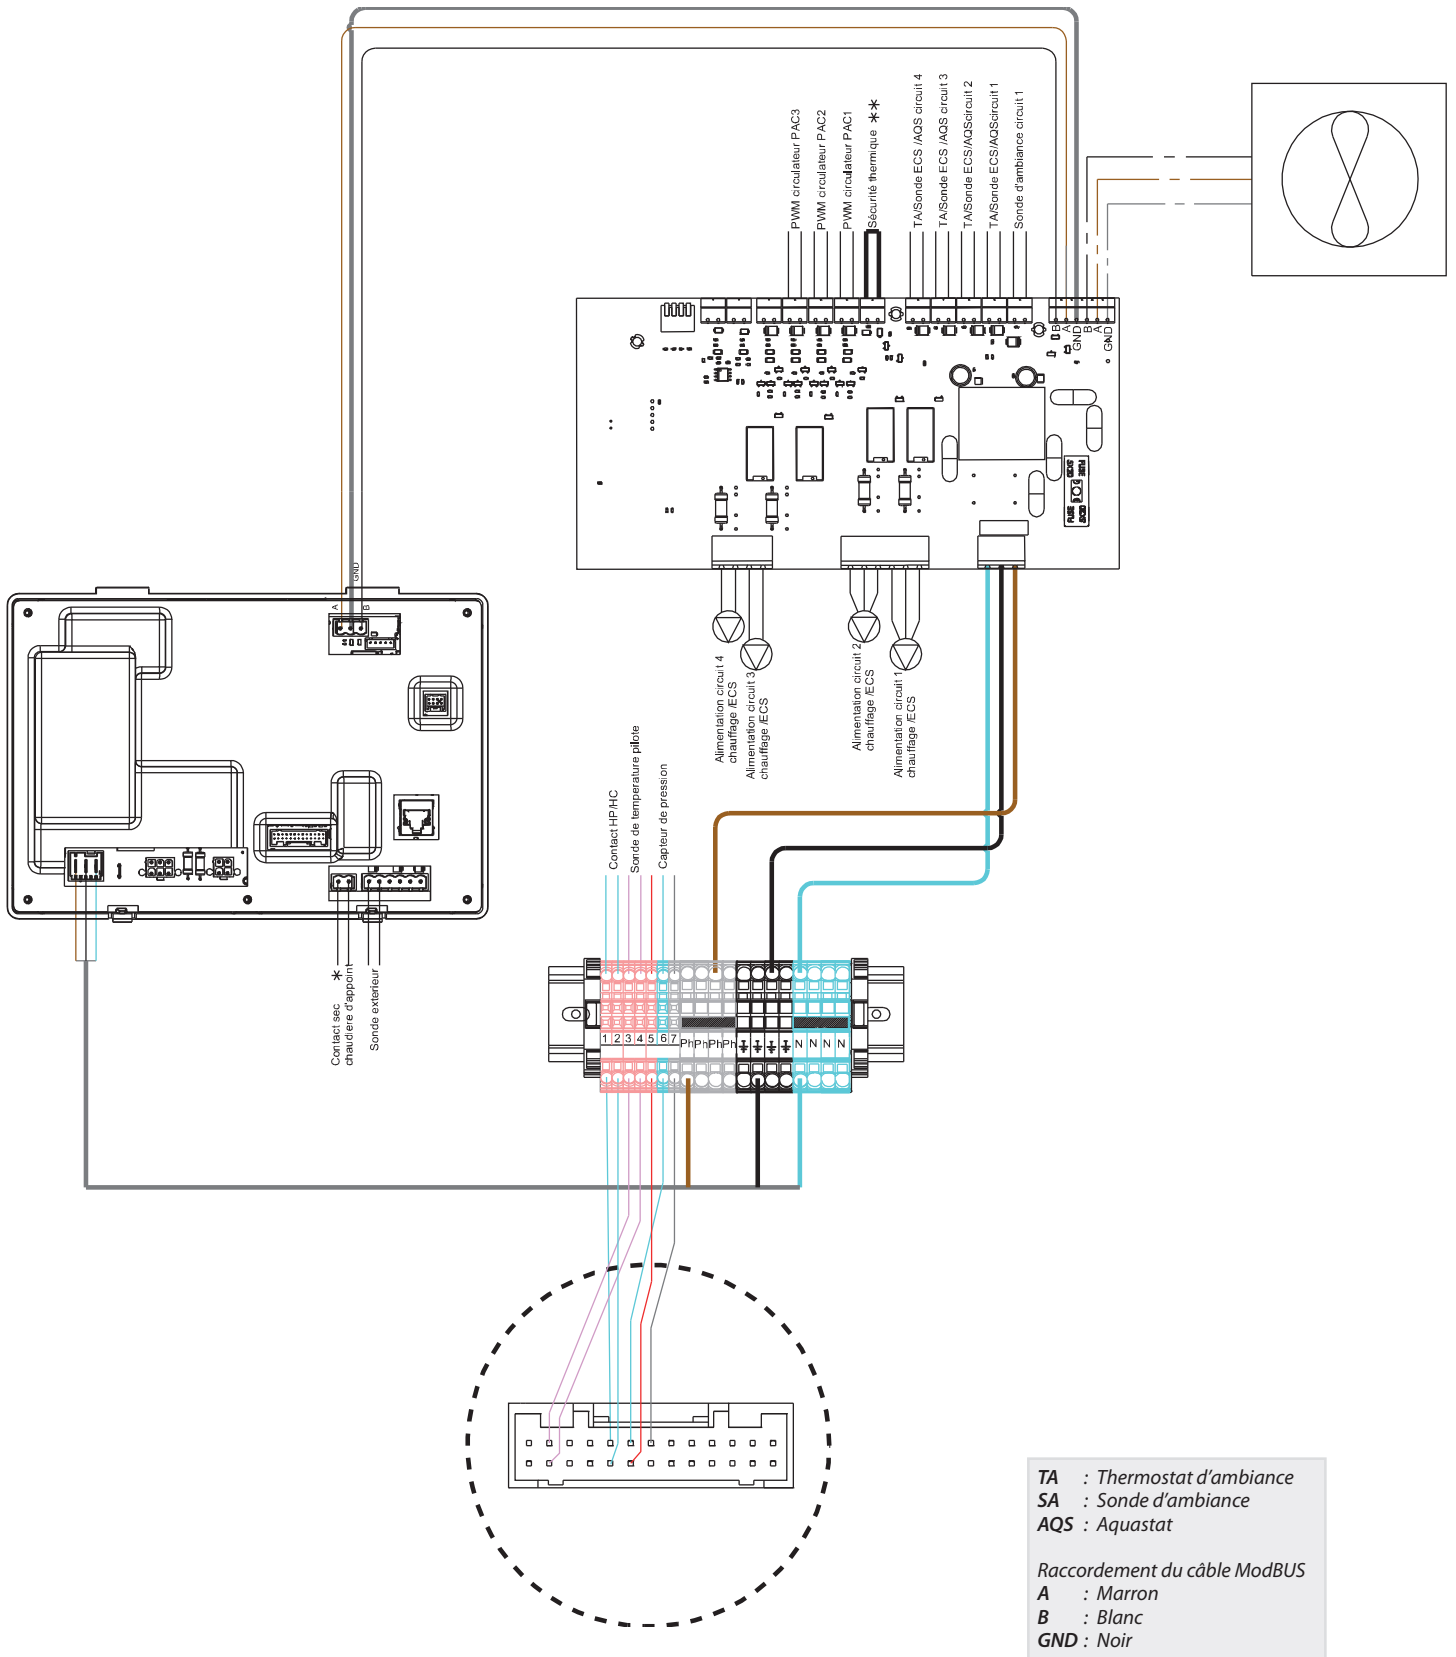 PWM circulateur PAC3
PWM circulateur PAC2
PWM circulateur PAC1
Sécurité thermique **
TA/Sonde ECS /AQS circuit 4
TA/Sonde ECS /AQS circuit 3
TA/Sonde ECS/AQScircuit 2
TA/Sonde ECS/AQScircuit 1
Sonde d'ambiance circuit 1
B
A
GND
B
A
GND
FUSE
FUSE
A
GND
B
Alimentation circuit 4
chauffage /ECS
Alimentation circuit 3
chauffage /ECS
Alimentation circuit 2
chauffage /ECS
Alimentation circuit 1
chauffage /ECS
Contact HP/HC
Sonde de temperature pilote
Capteur de pression
Contact sec *
chaudiere d'appoint
Sonde exterieur
1 2 3 4 5 6 7 Ph Ph Ph Ph N N N N
TA : Thermostat d'ambiance
SA : Sonde d'ambiance
AQS : Aquastat
Raccordement du câble ModBUS
A : Marron
B : Blanc
GND : Noir